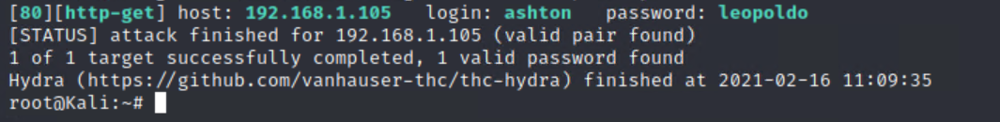 [80][http-get] host: 192.168.1.105   login: ashton   password: leopoldo
[STATUS] attack finished for 192.168.1.105 (valid pair found)
1 of 1 target successfully completed, 1 valid password found
Hydra (https://github.com/vanhauser-thc/thc-hydra) finished at 2021-02-16 11:09:35
root@Kali:~#